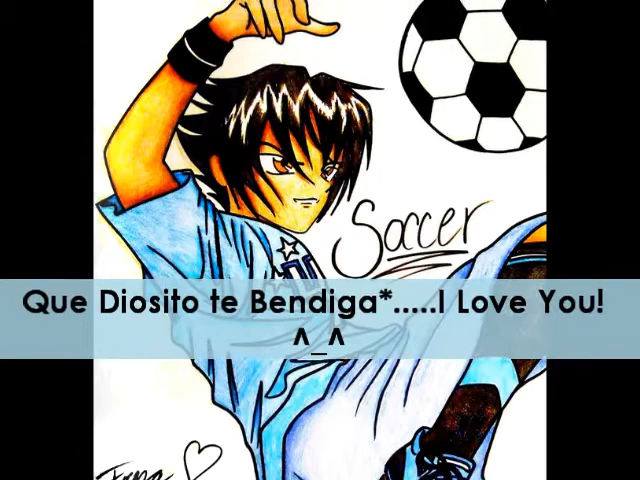 Soccer
Que Diosito te Bendiga*.....I Love You!
^_^